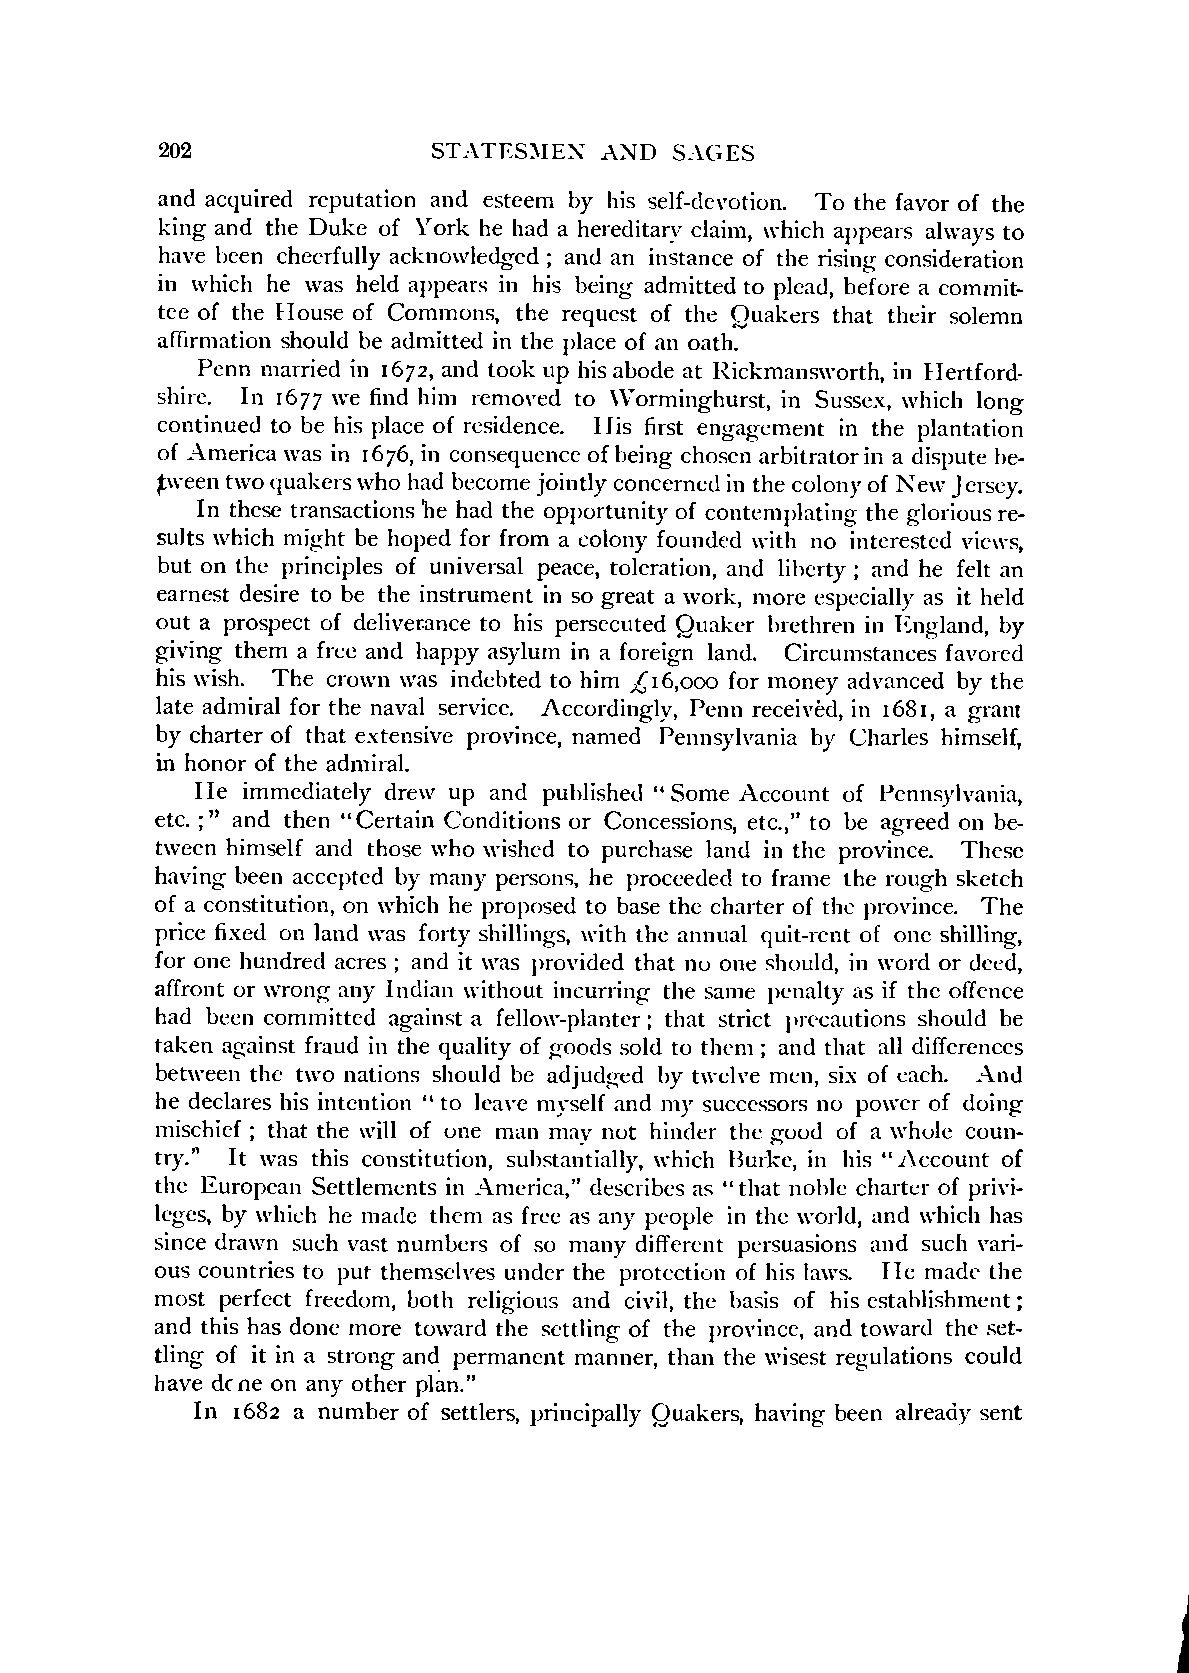 202 STATESMEN AND SAGES
and acquired reputation and esteem by his self-devotion. To the favor of the
king and the Duke of York he had a hereditary claim, which appears always to
have been cheerfully acknowledged ; and an instance of the rising consideration
in which he was held appears in his being admitted to plead, before a commit-
tee of the House of Commons, the request of the Quakers that their solemn
affirmation should be admitted in the place of an oath.
Penn married in 1672, and took up his abode at Rickmansworth, in Hertford-
shire. In 1677 we find him removed to Worminghurst, in Sussex, which long
continued to be his place of residence. His first engagement in the plantation
of America was in 1676, in consequence of being chosen arbitrator in a dispute be-
tween two quakers who had become jointly concerned in the colony of New Jersey.
In these transactions he had the opportunity of contemplating the glorious re-
sults which might be hoped for from a colony founded with no interested views,
but on the principles of universal peace, toleration, and liberty ; and he felt an
earnest desire to be the instrument in so great a work, more especially as it held
out a prospect of deliverance to his persecuted Quaker brethren in England, by
giving them a free and happy asylum in a foreign land. Circumstances favored
his wish. The crown was indebted to him £16,000 for money advanced by the
late admiral for the naval service. Accordingly, Penn received, in 1681, a grant
by charter of that extensive province, named Pennsylvania by Charles himself,
in honor of the admiral.
He immediately drew up and published “Some Account of Pennsylvania,
etc. ;” and then “Certain Conditions or Concessions, etc.,” to be agreed on be-
tween himself and those who wished to purchase land in the province. These
having been accepted by many persons, he proceeded to frame the rough sketch
of a constitution, on which he proposed to base the charter of the province. The
price fixed on land was forty shillings, with the annual quit-rent of one shilling,
for one hundred acres ; and it was provided that no one should, in word or deed,
affront or wrong any Indian without incurring the same penalty as if the offence
had been committed against a fellow-planter ; that strict precautions should be
taken against fraud in the quality of goods sold to them ; and that all differences
between the two nations should be adjudged by twelve men, six of each. And
he declares his intention “to leave myself and my successors no power of doing
mischief ; that the will of one man may not hinder the good of a whole coun-
try.” It was this constitution, substantially, which Burke, in his “Account of
the European Settlements in America,” describes as “that noble charter of privi-
leges, by which he made them as free as any people in the world, and which has
since drawn such vast numbers of so many different persuasions and such vari-
ous countries to put themselves under the protection of his laws. He made the
most perfect freedom, both religious and civil, the basis of his establishment ;
and this has done more toward the settling of the province, and toward the set-
tling of it in a strong and permanent manner, than the wisest regulations could
have done on any other plan.”
In 1682 a number of settlers, principally Quakers, having been already sent